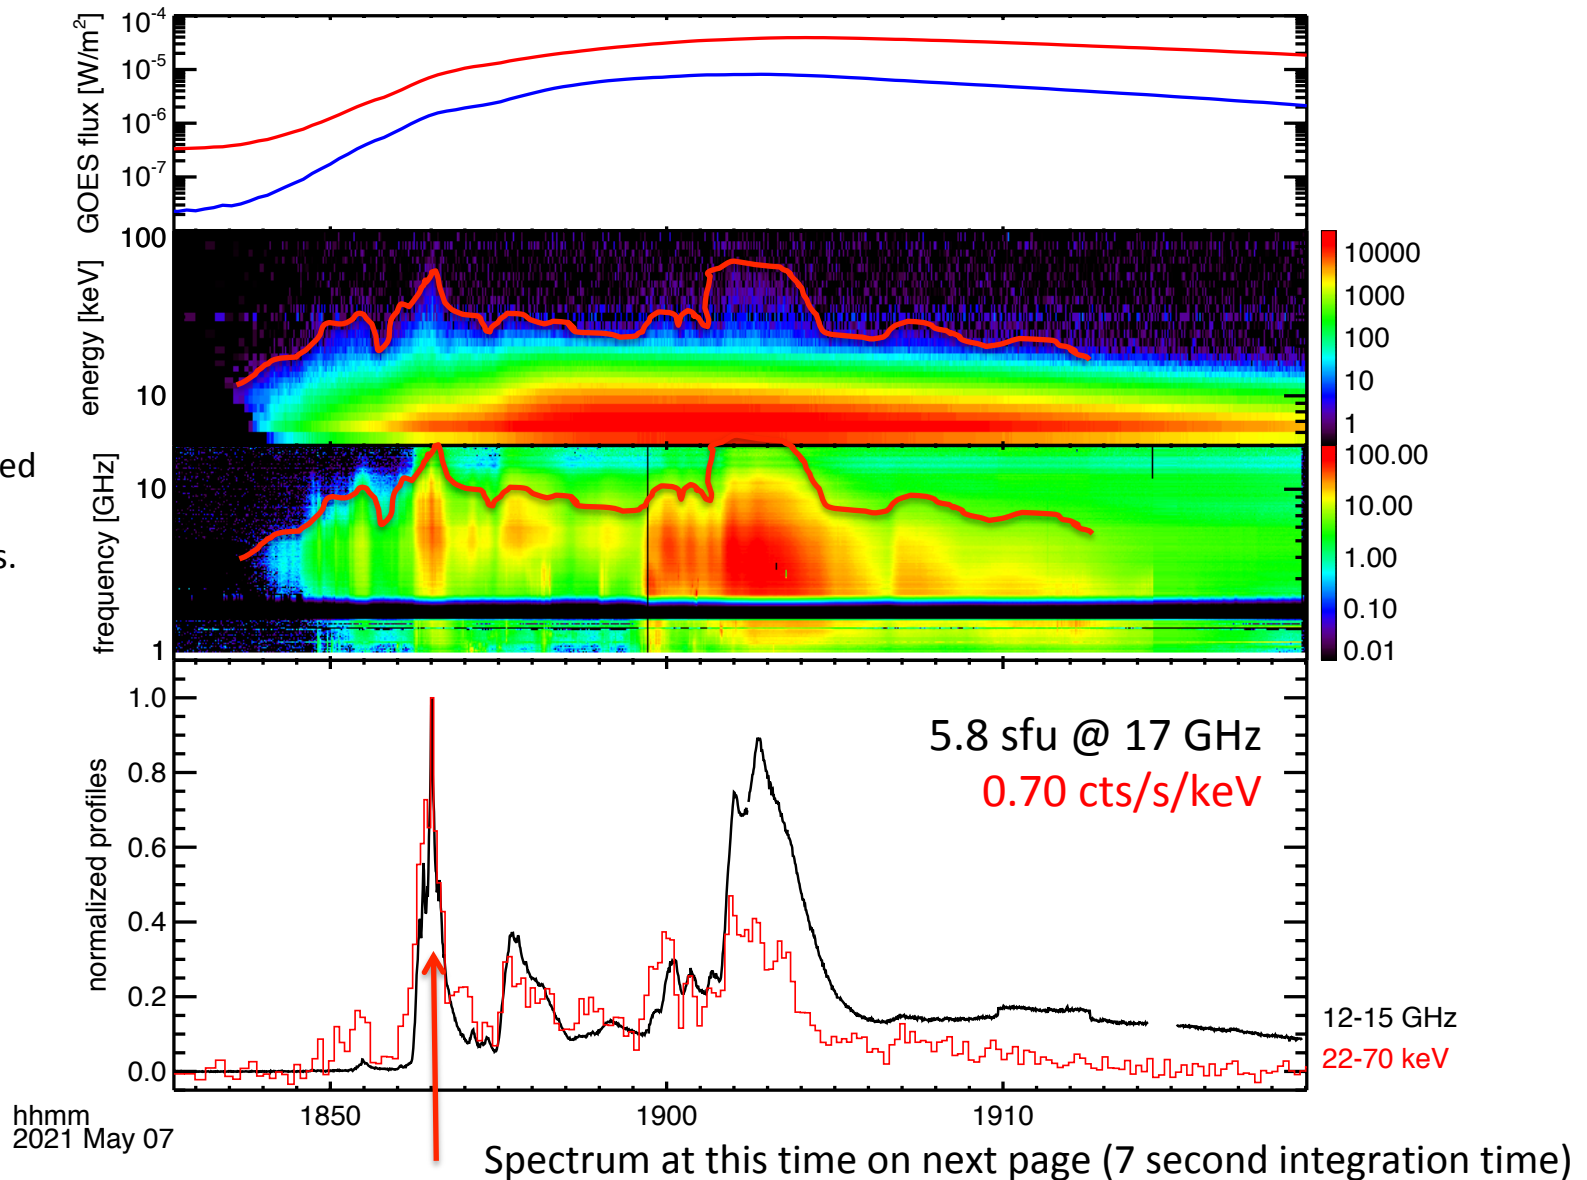 10^-4
10^-5
10^-6
10^-7
GOES flux [W/m^2]
100
10
energy [keV]
10000
1000
100
10
1
ed
s.
10
1
frequency [GHz]
100.00
10.00
1.00
0.10
0.01
1.0
0.8
0.6
0.4
0.2
0.0
normalized profiles
5.8 sfu @ 17 GHz
0.70 cts/s/keV
12-15 GHz
22-70 keV
hhmm
2021 May 07
1850
1900
1910
Spectrum at this time on next page (7 second integration time)